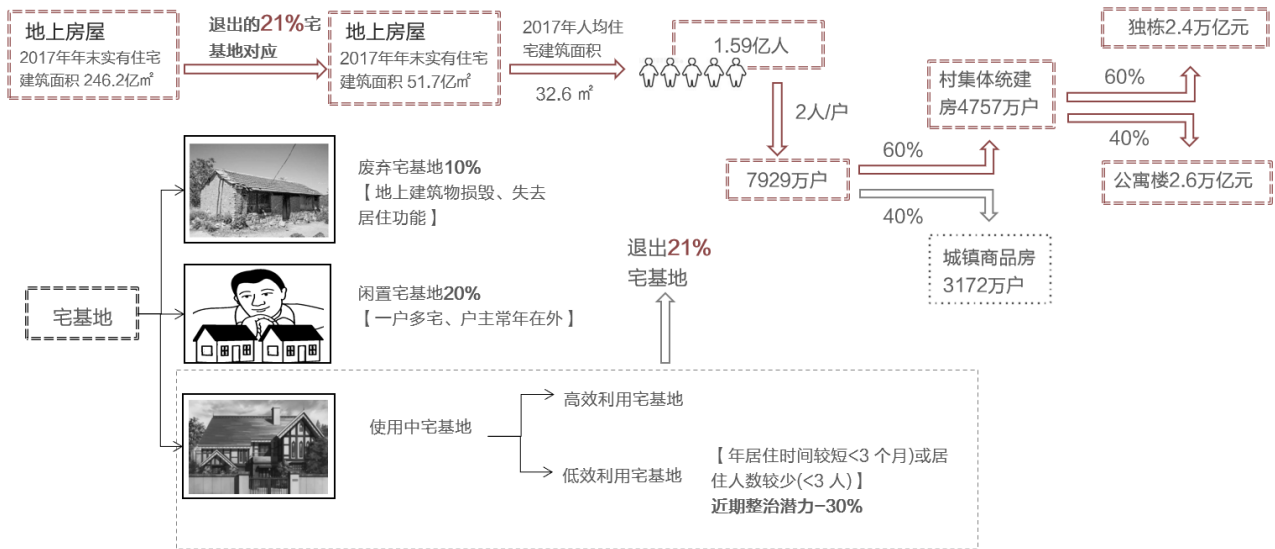 地上房屋
2017年年末实有住宅
建筑面积 246.2亿㎡
退出的21%宅
基地对应
地上房屋
2017年年末实有住宅
建筑面积 51.7亿㎡
2017年人均住
宅建筑面积
32.6 ㎡
1.59亿人
2人/户
7929万户
60%
40%
村集体统建
房4757万户
城镇商品房
3172万户
60%
40%
独栋2.4万亿元
公寓楼2.6万亿元
宅基地
废弃宅基地10%
【地上建筑物损毁、失去
居住功能】
闲置宅基地20%
【一户多宅、户主常年在外】
退出21%
宅基地
使用中宅基地
高效利用宅基地
低效利用宅基地
【年居住时间较短<3 个月)或居
住人数较少(<3 人)】
近期整治潜力–30%